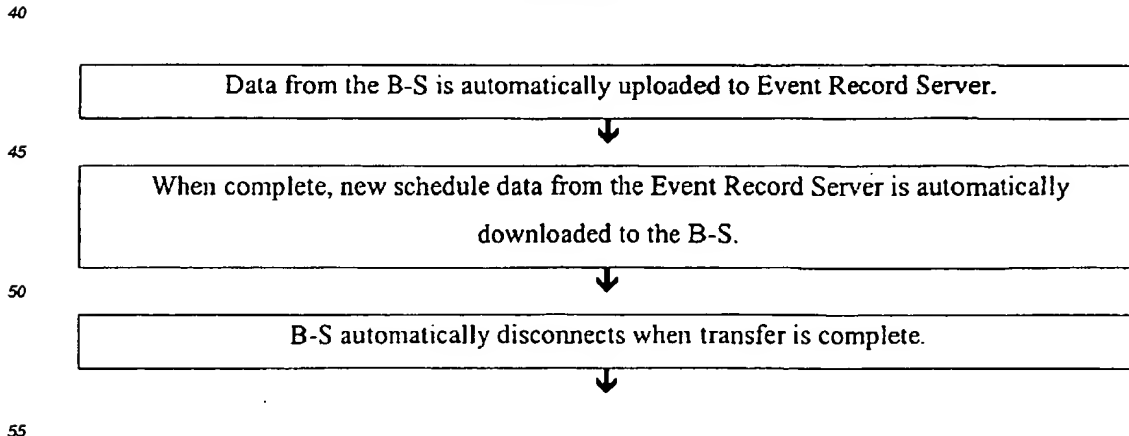 40
Data from the B-S is automatically uploaded to Event Record Server.
45
When complete, new schedule data from the Event Record Server is automatically
downloaded to the B-S.
50
B-S automatically disconnects when transfer is complete.
55